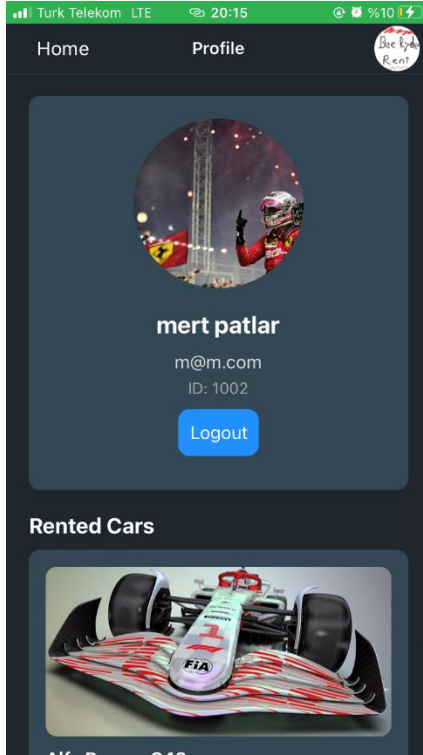 Turk Telekom LTE 20:15 %10
Home Profile Bee Ryde
Rent
mert patlar
m@m.com
ID: 1002
Logout
Rented Cars
FiA